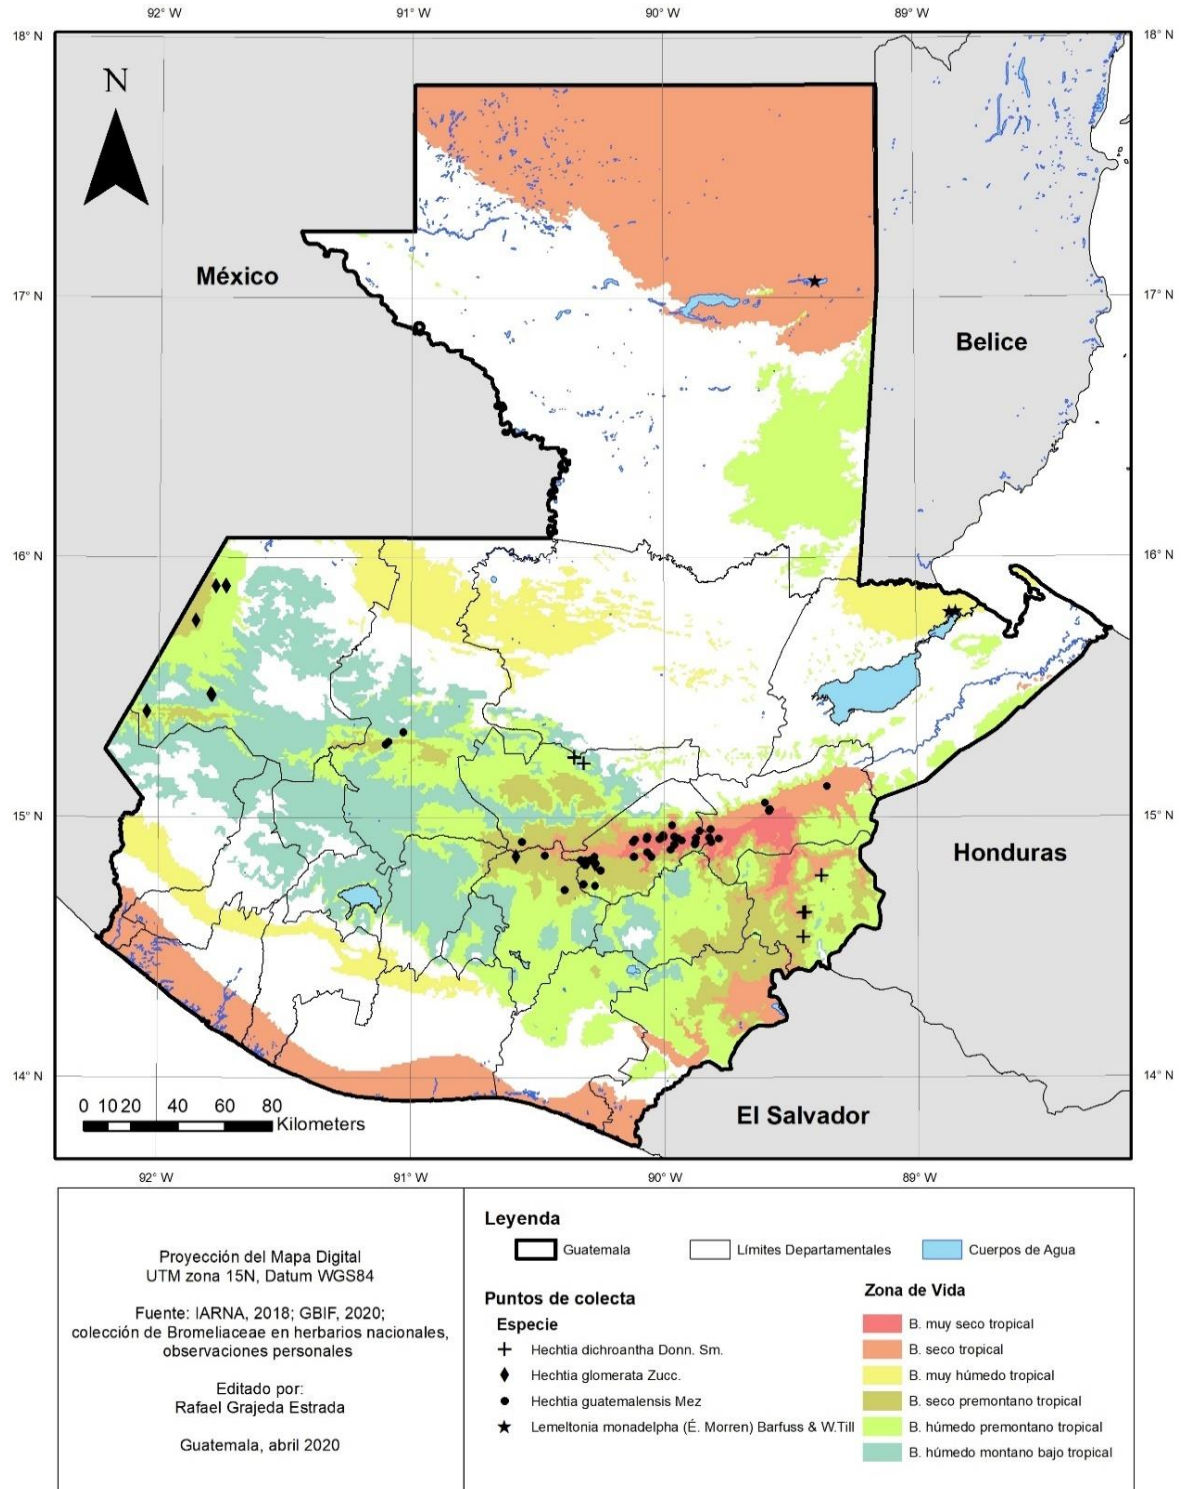 92° W 91° W 90° W 89° W
18° N 18° N
N
México
17° N 17° N
Belice
16° N 16° N
15° N 15° N
Honduras
14° N 14° N
0 10 20 40 60 80
Kilometers
El Salvador
92° W 91° W 90° W 89° W
Proyección del Mapa Digital
UTM zona 15N, Datum WGS84
Fuente: IARNA, 2018; GBIF, 2020;
colección de Bromeliaceae en herbarios nacionales,
observaciones personales
Editado por:
Rafael Grajeda Estrada
Guatemala, abril 2020
Leyenda
Guatemala Límites Departamentales Cuerpos de Agua
Puntos de colecta
Especie
Hechtia dichroantha Donn. Sm.
Hechtia glomerata Zucc.
Hechtia guatemalensis Mez
Lemeltonia monadelpha (É. Morren) Barfuss & W.Till
Zona de Vida
B. muy seco tropical
B. seco tropical
B. muy húmedo tropical
B. seco premontano tropical
B. húmedo premontano tropical
B. húmedo montano bajo tropical